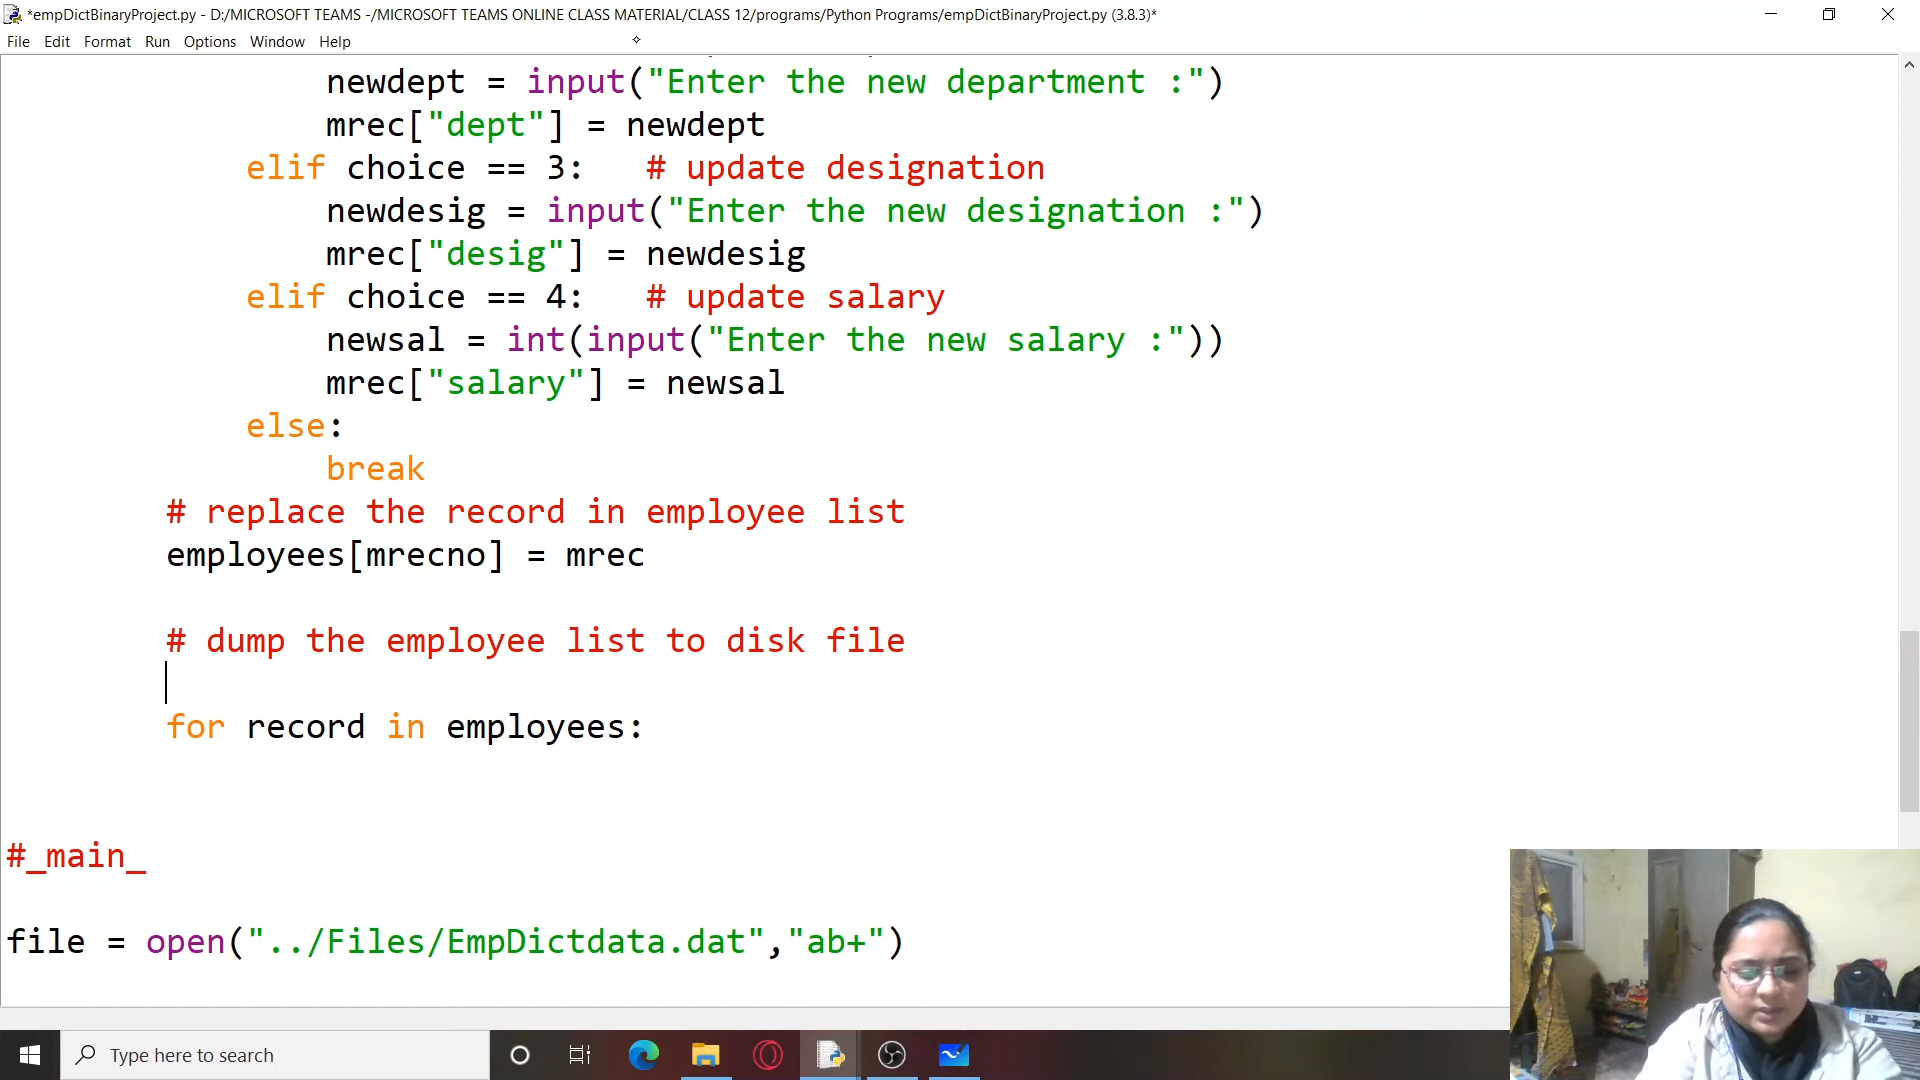 *empDictBinaryProject.py - D:/MICROSOFT TEAMS -/MICROSOFT TEAMS ONLINE CLASS MATERIAL/CLASS 12/programs/Python Programs/empDictBinaryProject.py (3.8.3)*
File Edit Format Run Options Window Help
newdept = input("Enter the new department :")
mrec["dept"] = newdept
elif choice == 3:   # update designation
newdesig = input("Enter the new designation :")
mrec["desig"] = newdesig
elif choice == 4:   # update salary
newsal = int(input("Enter the new salary :"))
mrec["salary"] = newsal
else:
break
# replace the record in employee list
employees[mrecno] = mrec
# dump the employee list to disk file
for record in employees:
#_main_
file = open("../Files/EmpDictdata.dat","ab+")
Type here to search